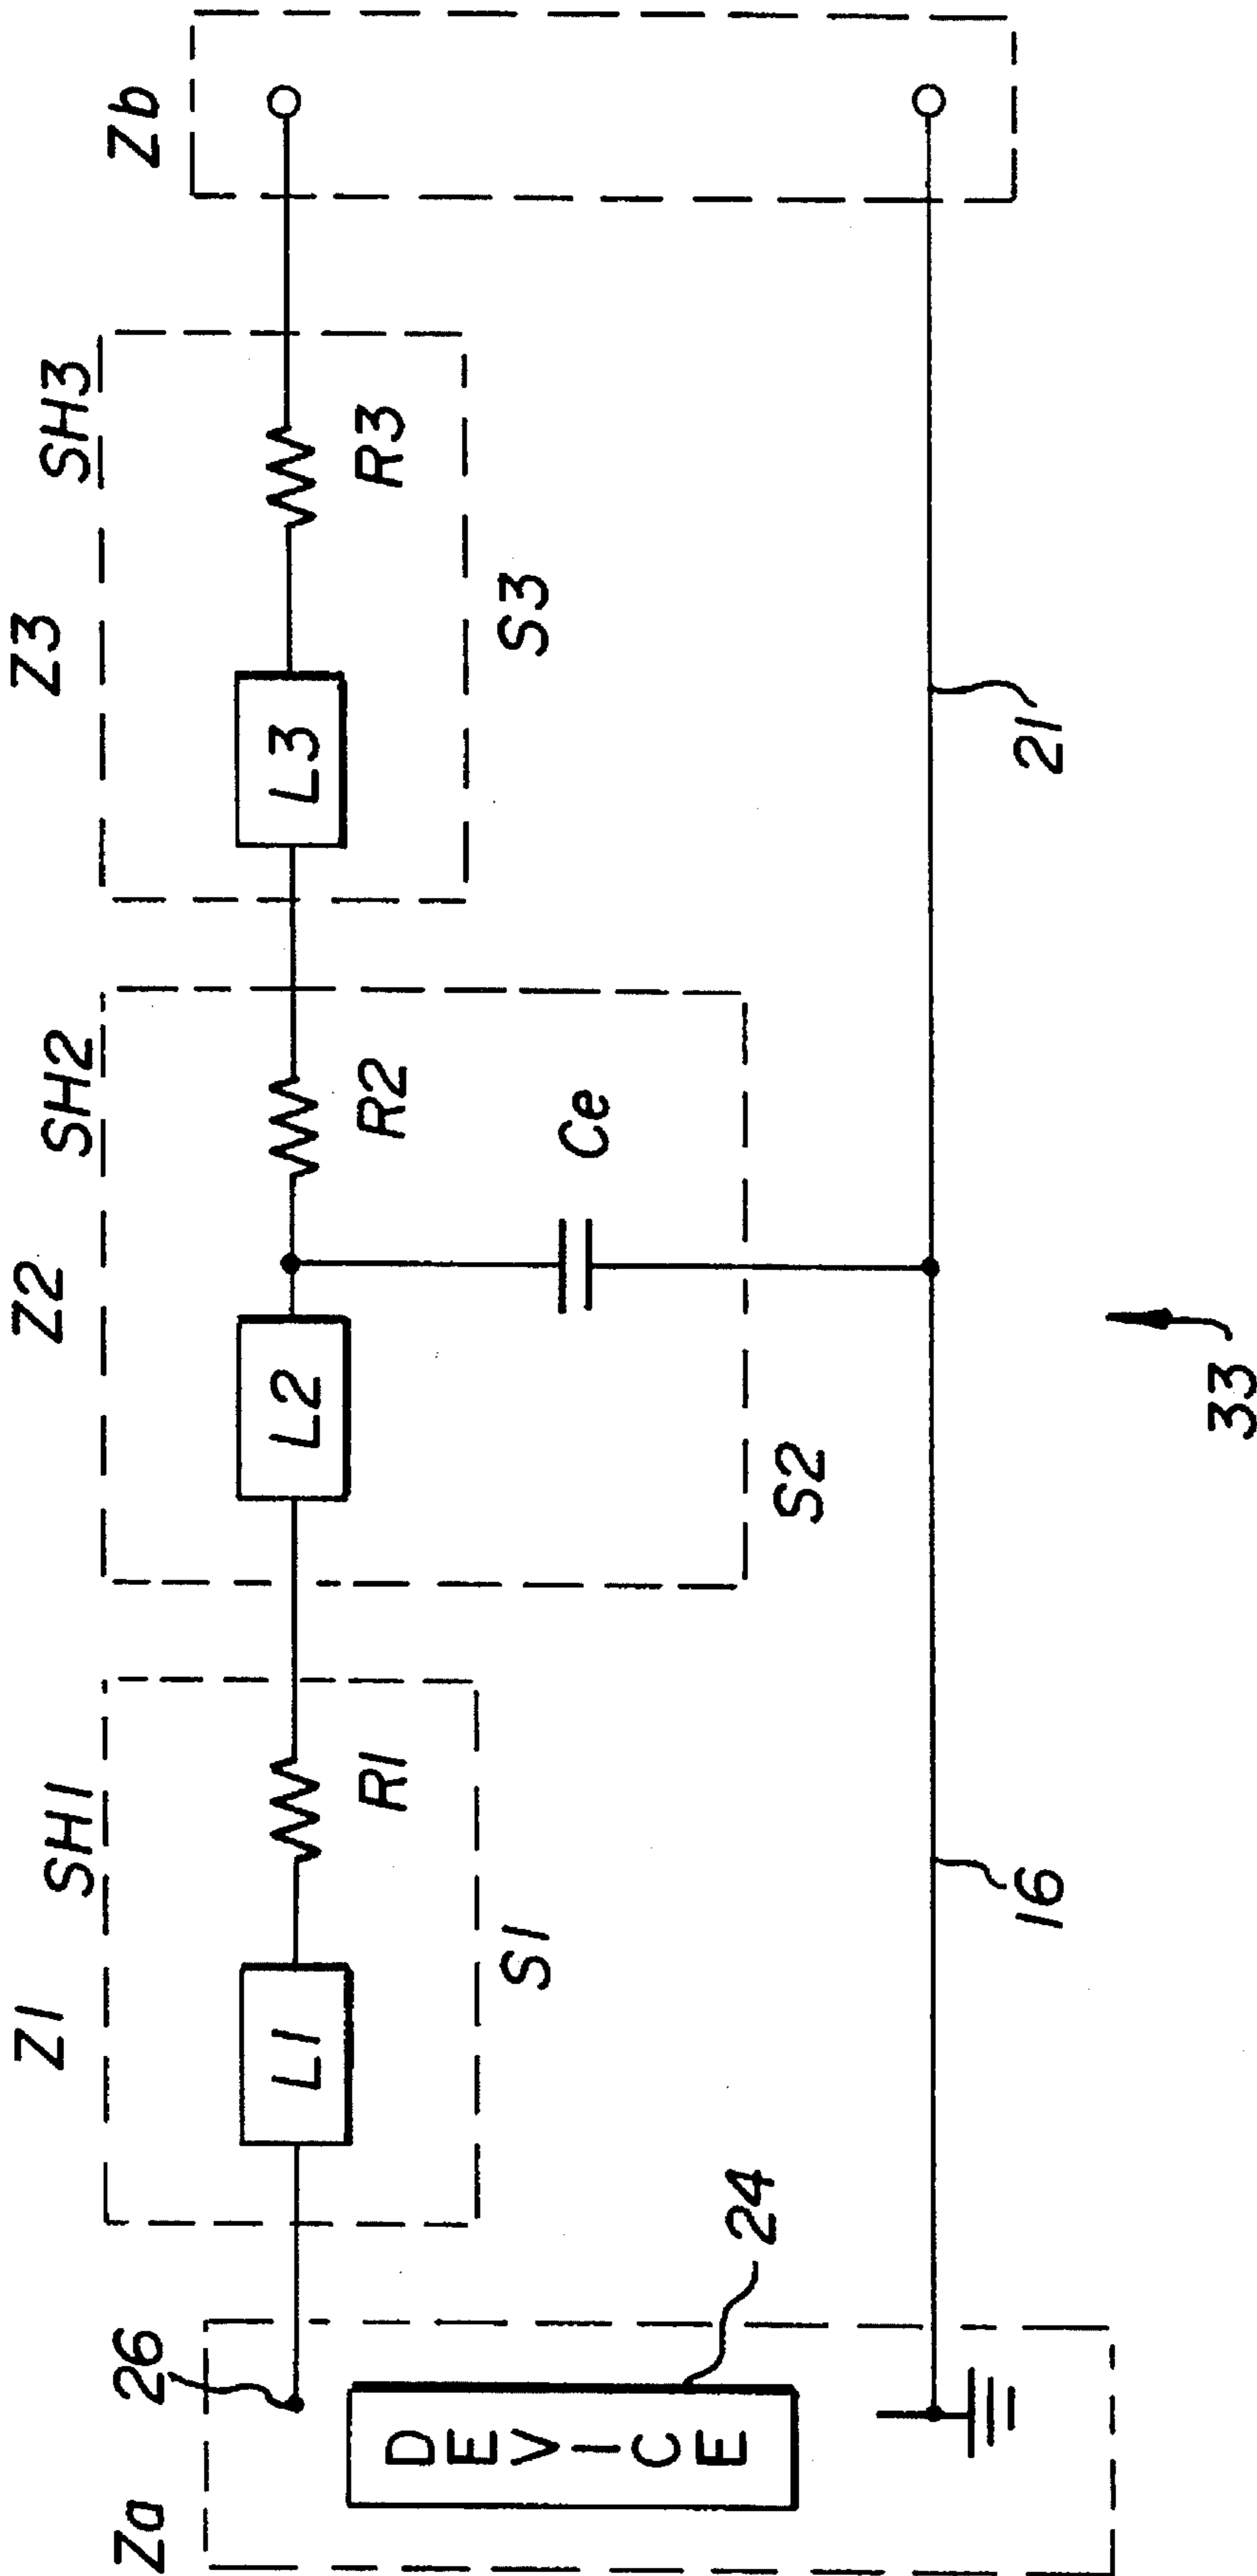 Za
26
Z1
SH1
Z2
SH2
Z3
SH3
Zb
L1
R1
L2
R2
L3
R3
DEVICE
Ce
S1
S3
24
S2
16
21
33